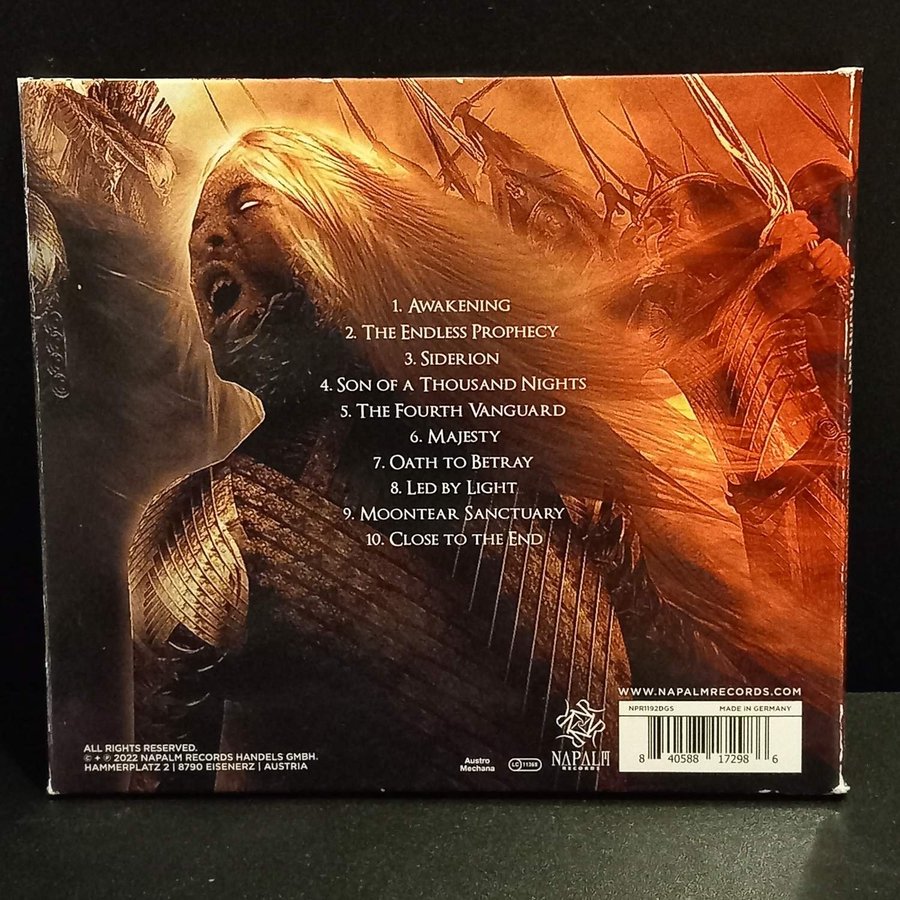 1. Awakening
2. The Endless Prophecy
3. Siderion
4. Son of a Thousand Nights
5. The Fourth Vanguard
6. Majesty
7. Oath to Betray
8. Led by Light
9. Moontear Sanctuary
10. Close to the End
WWW.NAPALMRECORDS.COM
NPR1192DGS MADE IN GERMANY
8 40588 17298 6
ALL RIGHTS RESERVED.
© + ℗ 2022 NAPALM RECORDS HANDELS GMBH.
HAMMERPLATZ 2 | 8790 EISENERZ | AUSTRIA
Austro
Mechana
LC 11368
NAPALM
RECORDS